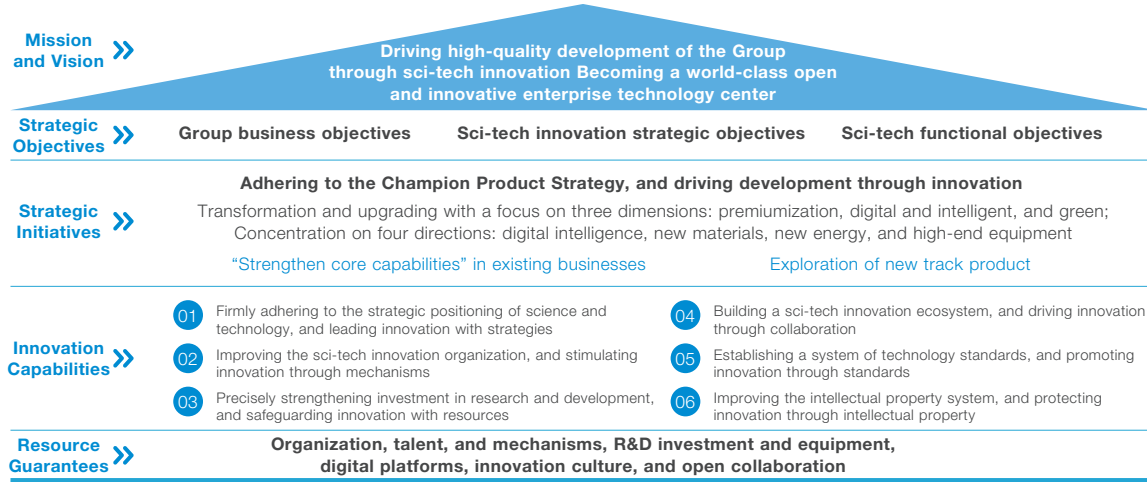 Mission
and Vision
Driving high-quality development of the Group
through sci-tech innovation Becoming a world-class open
and innovative enterprise technology center
Strategic
Objectives
Group business objectives
Sci-tech innovation strategic objectives
Sci-tech functional objectives
Strategic
Initiatives
Adhering to the Champion Product Strategy, and driving development through innovation
Transformation and upgrading with a focus on three dimensions: premiumization, digital and intelligent, and green;
Concentration on four directions: digital intelligence, new materials, new energy, and high-end equipment
“Strengthen core capabilities” in existing businesses
Exploration of new track product
Innovation
Capabilities
01
Firmly adhering to the strategic positioning of science and
technology, and leading innovation with strategies
02
Improving the sci-tech innovation organization, and stimulating
innovation through mechanisms
03
Precisely strengthening investment in research and development,
and safeguarding innovation with resources
04
Building a sci-tech innovation ecosystem, and driving innovation
through collaboration
05
Establishing a system of technology standards, and promoting
innovation through standards
06
Improving the intellectual property system, and protecting
innovation through intellectual property
Resource
Guarantees
Organization, talent, and mechanisms, R&D investment and equipment,
digital platforms, innovation culture, and open collaboration